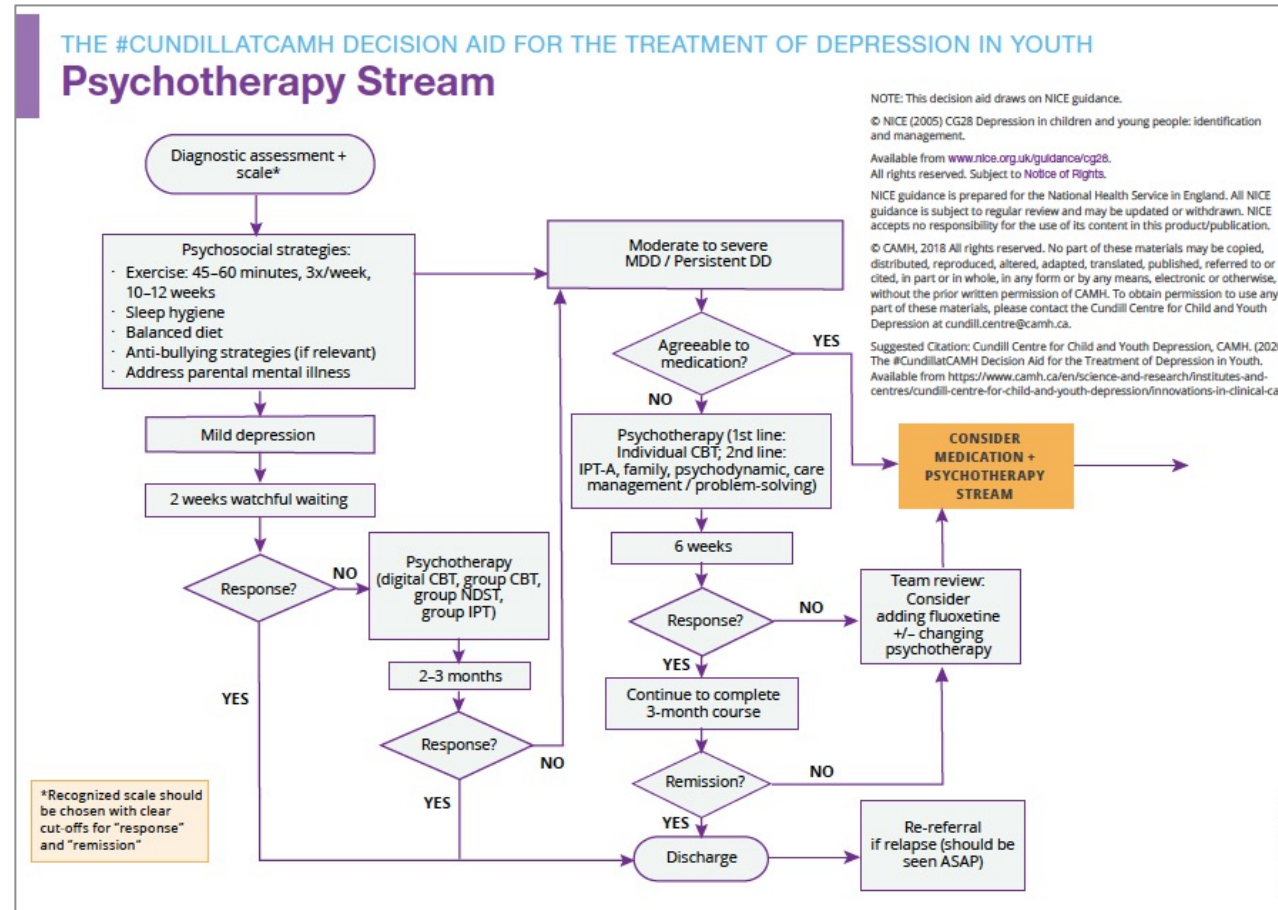 THE #CUNDILLATCAMH DECISION AID FOR THE TREATMENT OF DEPRESSION IN YOUTH
Psychotherapy Stream
NOTE: This decision aid draws on NICE guidance.
© NICE (2005) CG28 Depression in children and young people: identification
and management.
Available from www.nice.org.uk/guidance/cg28.
All rights reserved. Subject to Notice of Rights.
NICE guidance is prepared for the National Health Service in England. All NICE
guidance is subject to regular review and may be updated or withdrawn. NICE
accepts no responsibility for the use of its content in this product/publication.
© CAMH, 2018 All rights reserved. No part of these materials may be copied,
distributed, reproduced, altered, adapted, translated, published, referred to or
cited, in part or in whole, in any form or by any means, electronic or otherwise,
without the prior written permission of CAMH. To obtain permission to use any
part of these materials, please contact the Cundill Centre for Child and Youth
Depression at cundill.centre@camh.ca.
Suggested Citation: Cundill Centre for Child and Youth Depression, CAMH. (202
The #CundillatCAMH Decision Aid for the Treatment of Depression in Youth.
Available from https://www.camh.ca/en/science-and-research/institutes-and-
centres/cundill-centre-for-child-and-youth-depression/innovations-in-clinical-ca
Diagnostic assessment +
scale*
Psychosocial strategies:
· Exercise: 45–60 minutes, 3x/week,
10–12 weeks
· Sleep hygiene
· Balanced diet
· Anti-bullying strategies (if relevant)
· Address parental mental illness
Mild depression
2 weeks watchful waiting
Response?
NO
YES
Psychotherapy
(digital CBT, group CBT,
group NDST,
group IPT)
2–3 months
Response?
NO
YES
Moderate to severe
MDD / Persistent DD
Agreeable to
medication?
YES
NO
Psychotherapy (1st line:
Individual CBT; 2nd line:
IPT-A, family, psychodynamic, care
management / problem-solving)
6 weeks
Response?
NO
YES
Continue to complete
3-month course
Remission?
NO
YES
Discharge
CONSIDER
MEDICATION +
PSYCHOTHERAPY
STREAM
Team review:
Consider
adding fluoxetine
+/– changing
psychotherapy
Re-referral
if relapse (should be
seen ASAP)
*Recognized scale should
be chosen with clear
cut-offs for "response"
and "remission"